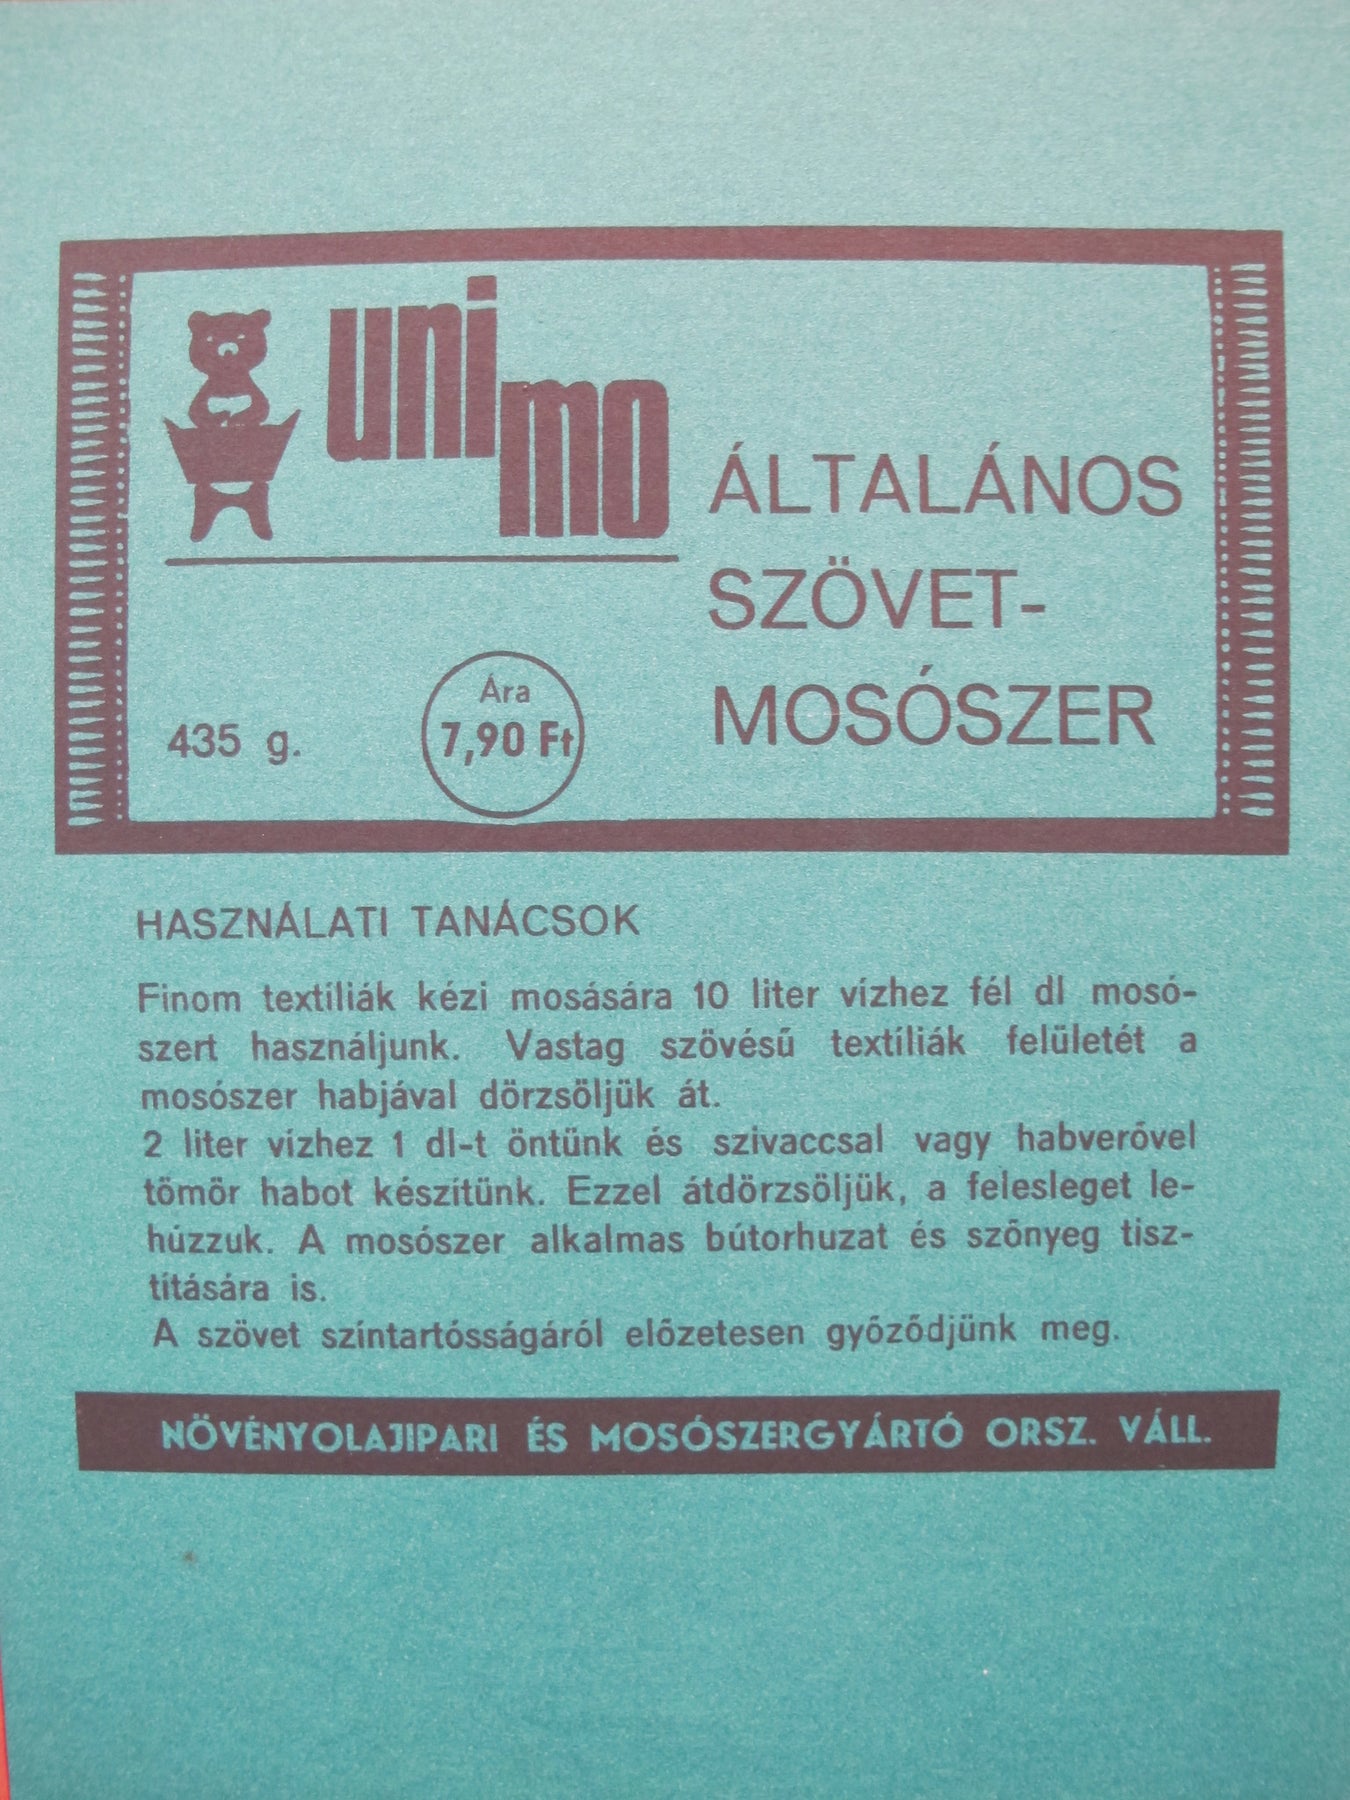 unimo
ÁLTALÁNOS
SZÖVET-
MOSÓSZER
435 g.
Ára
7,90 Ft
HASZNÁLATI TANÁCSOK
Finom textíliák kézi mosására 10 liter vízhez fél dl mosó-
szert használjunk. Vastag szövésű textíliák felületét a
mosószer habjával dörzsöljük át.
2 liter vízhez 1 dl-t öntünk és szivaccsal vagy habverővel
tömör habot készítünk. Ezzel átdörzsöljük, a felesleget le-
húzzuk. A mosószer alkalmas bútorhuzat és szőnyeg tisz-
títására is.
A szövet színtartósságáról előzetesen győződjünk meg.
NÖVÉNYOLAJIPARI ÉS MOSÓSZERGYÁRTÓ ORSZ. VÁLL.